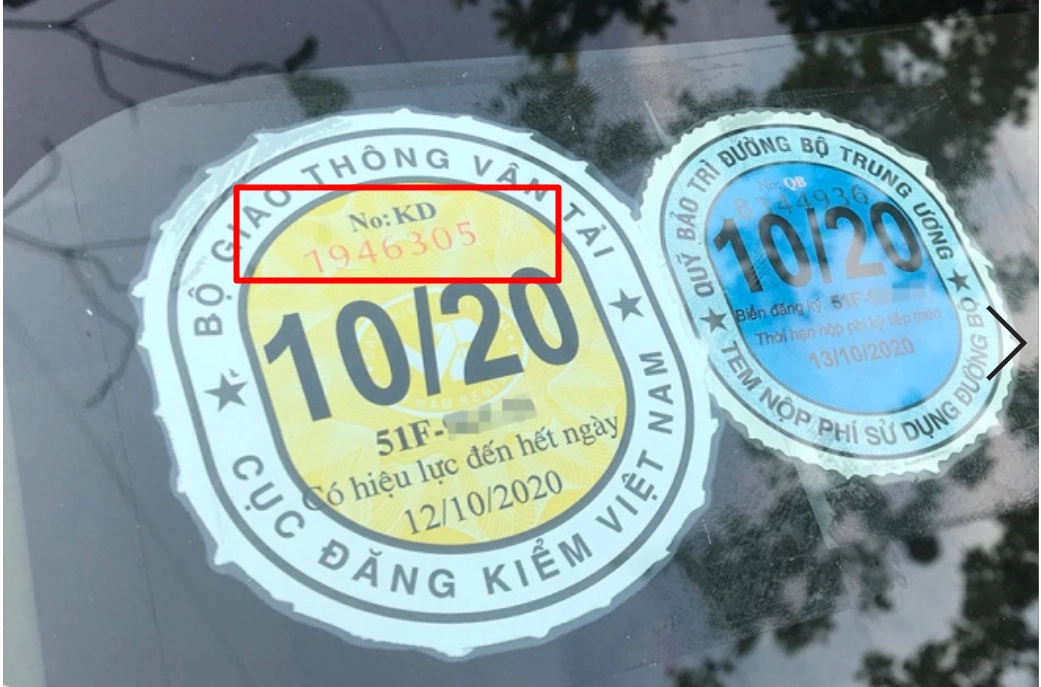 BỘ GIAO THÔNG VẬN TẢI
No: KD
1946305
10/20
51F-
Có hiệu lực đến hết ngày
12/10/2020
CỤC ĐĂNG KIỂM VIỆT NAM
QUỸ BẢO TRÌ ĐƯỜNG BỘ TRUNG ƯƠNG
No: QB
8344936
10/20
Biển đăng ký: 51F-
Thời hạn nộp phí kỳ tiếp theo
13/10/2020
TEM NỘP PHÍ SỬ DỤNG ĐƯỜNG BỘ